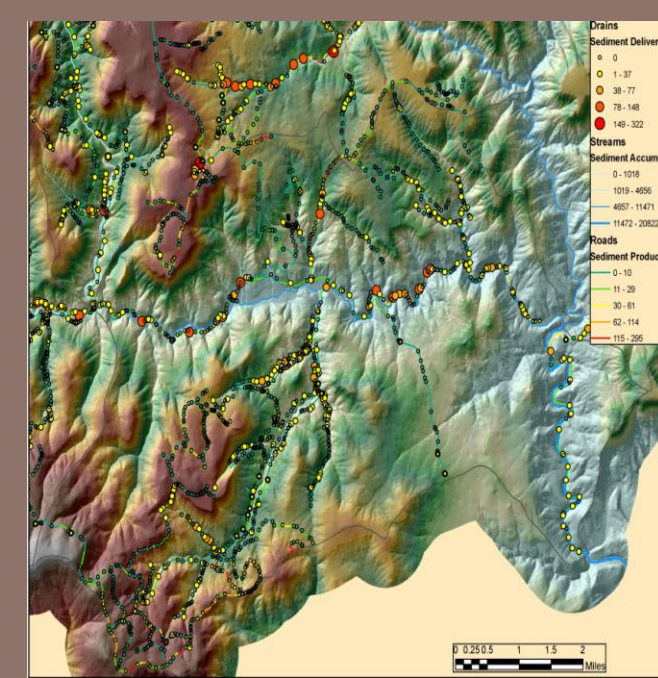 Drains
Sediment Deliver
0
1 - 37
38 - 77
78 - 148
149 - 322
Streams
Sediment Accum
0 - 1018
1019 - 4656
4657 - 11471
11472 - 20822
Roads
Sediment Produc
0 - 10
11 - 29
30 - 61
62 - 114
115 - 295
0 0.25 0.5 1 1.5 2
Miles